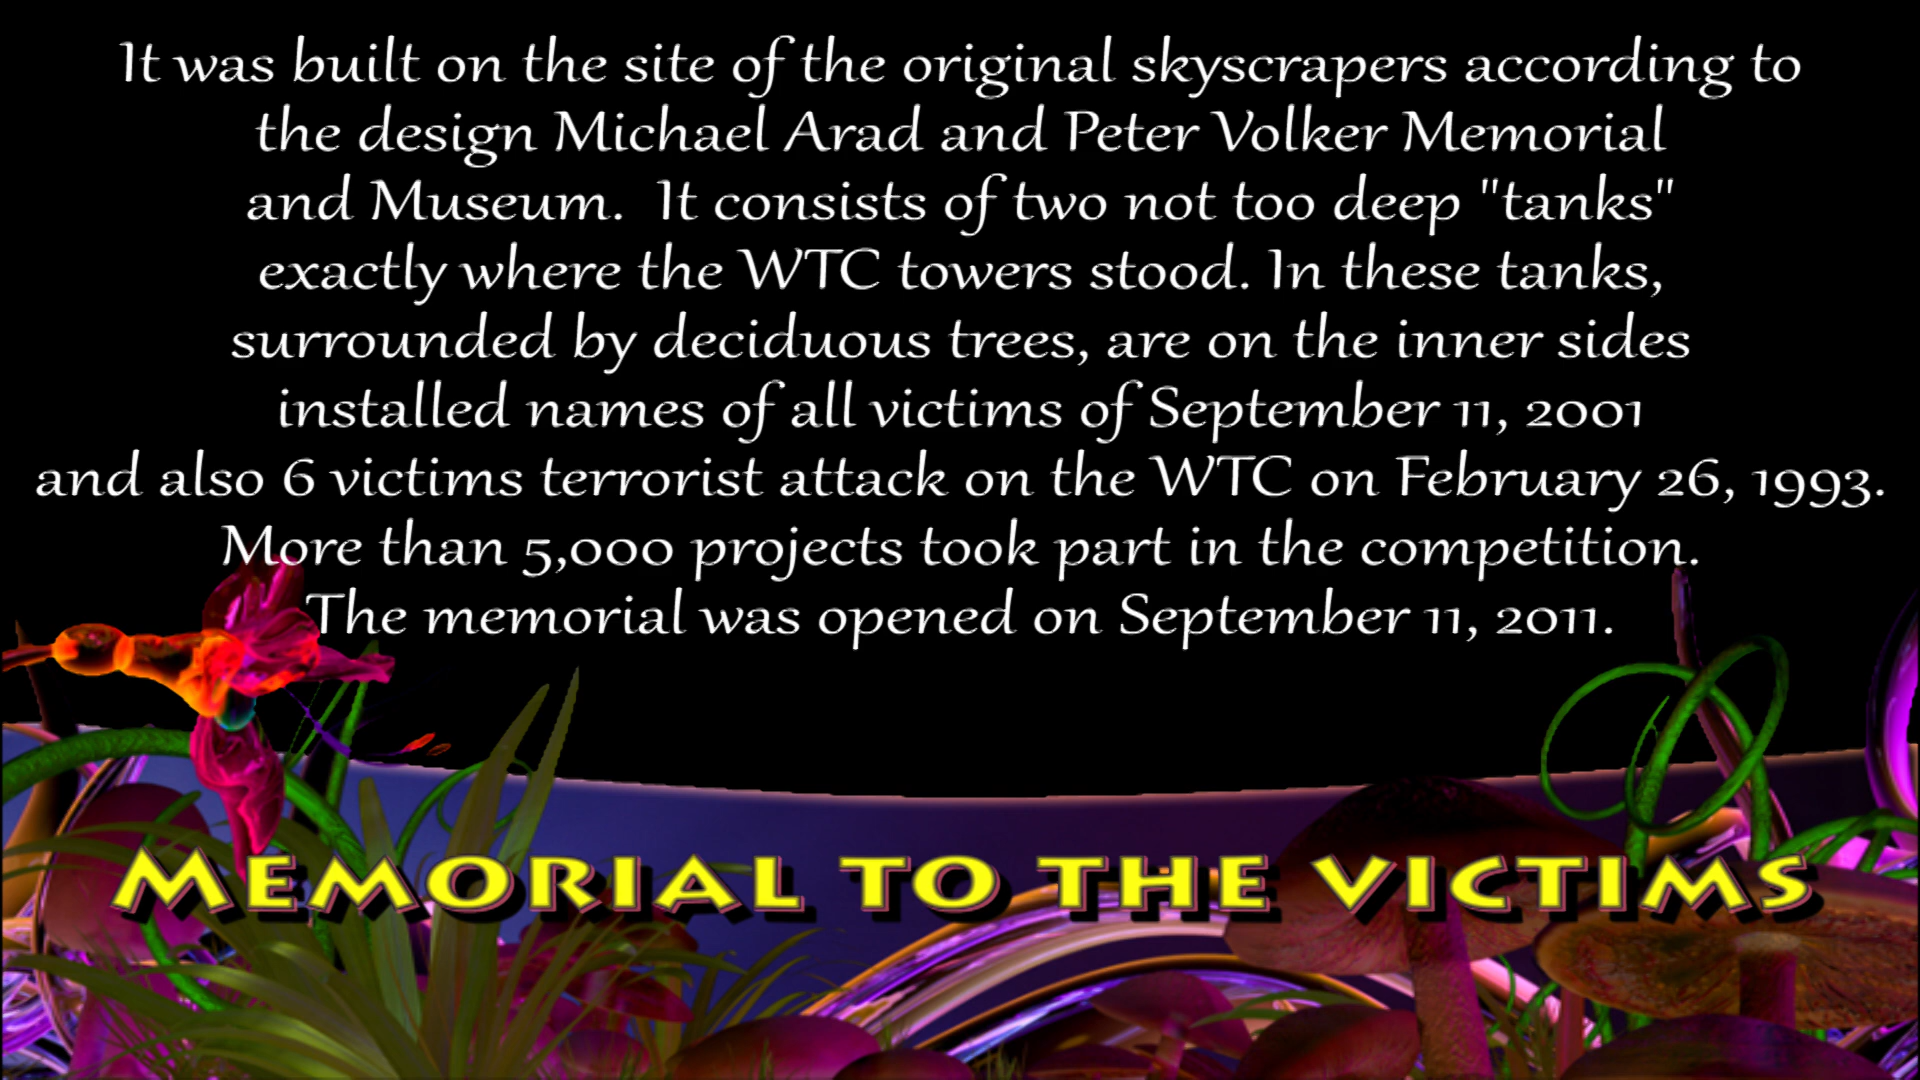 It was built on the site of the original skyscrapers according to
the design Michael Arad and Peter Volker Memorial
and Museum.  It consists of two not too deep "tanks"
exactly where the WTC towers stood. In these tanks,
surrounded by deciduous trees, are on the inner sides
installed names of all victims of September 11, 2001
and also 6 victims terrorist attack on the WTC on February 26, 1993.
More than 5,000 projects took part in the competition.
The memorial was opened on September 11, 2011.
Memorial to the victims